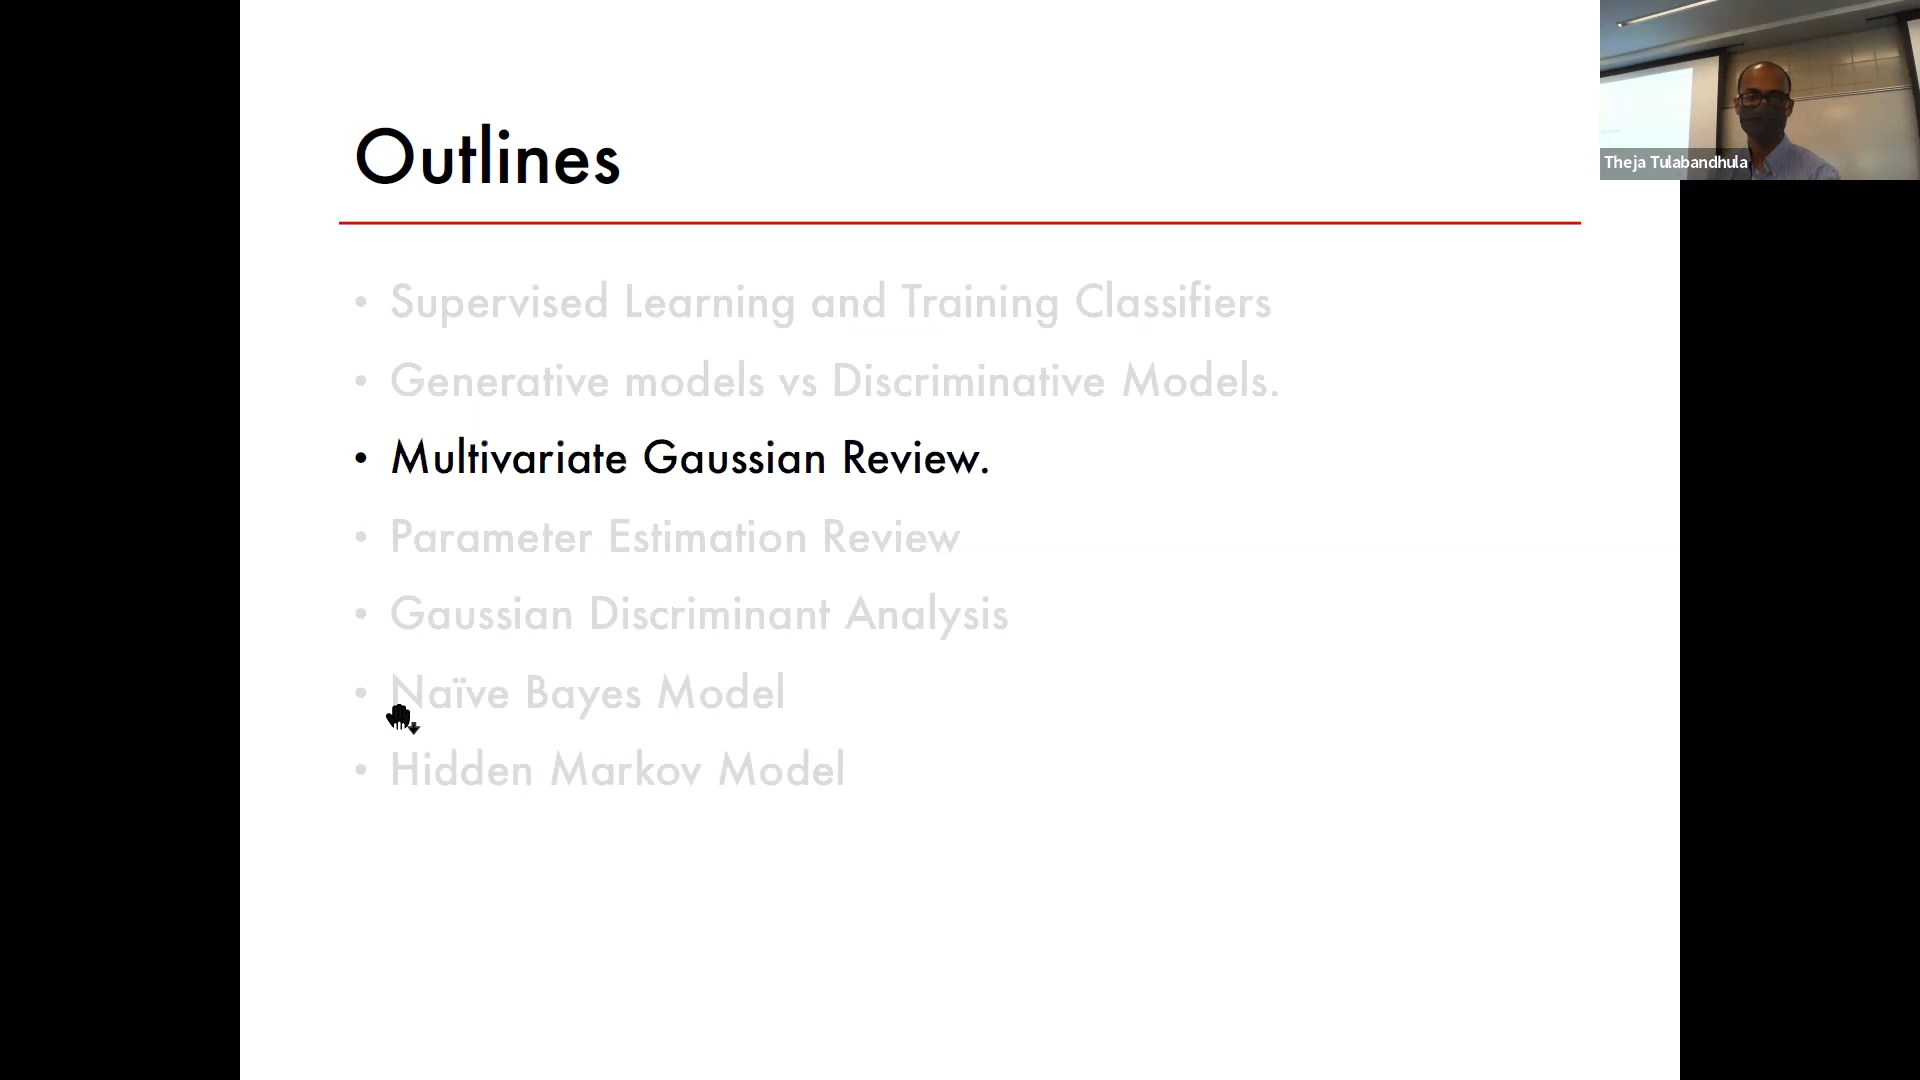 Outlines
Theja Tulabandhula
• Supervised Learning and Training Classifiers
• Generative models vs Discriminative Models.
• Multivariate Gaussian Review.
• Parameter Estimation Review
• Gaussian Discriminant Analysis
• Naïve Bayes Model
• Hidden Markov Model